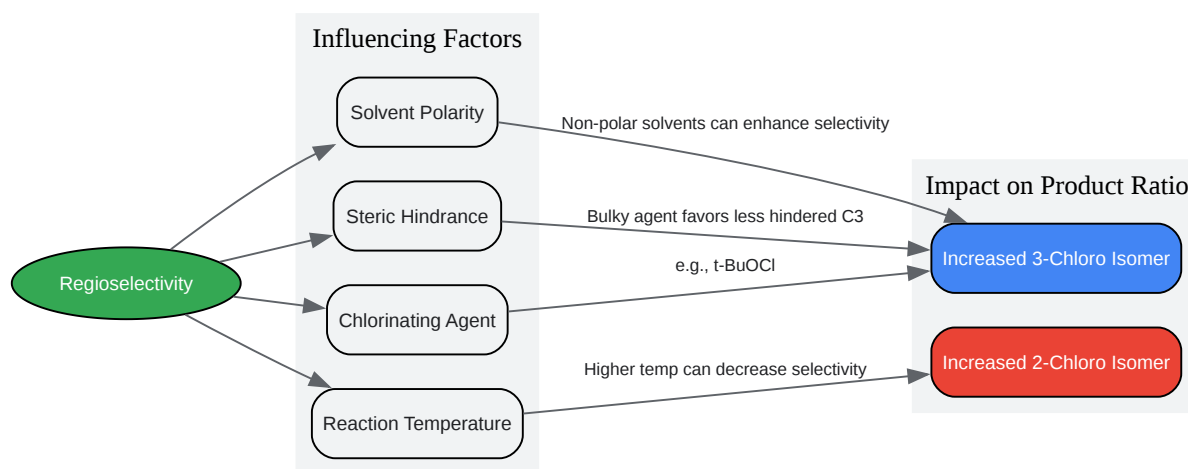 Influencing Factors
Solvent Polarity
Non-polar solvents can enhance selectivity
Impact on Product Ratio
Steric Hindrance
Bulky agent favors less hindered C3
Increased 3-Chloro Isomer
e.g., t-BuOCl
Regioselectivity
Chlorinating Agent
Increased 2-Chloro Isomer
Higher temp can decrease selectivity
Reaction Temperature